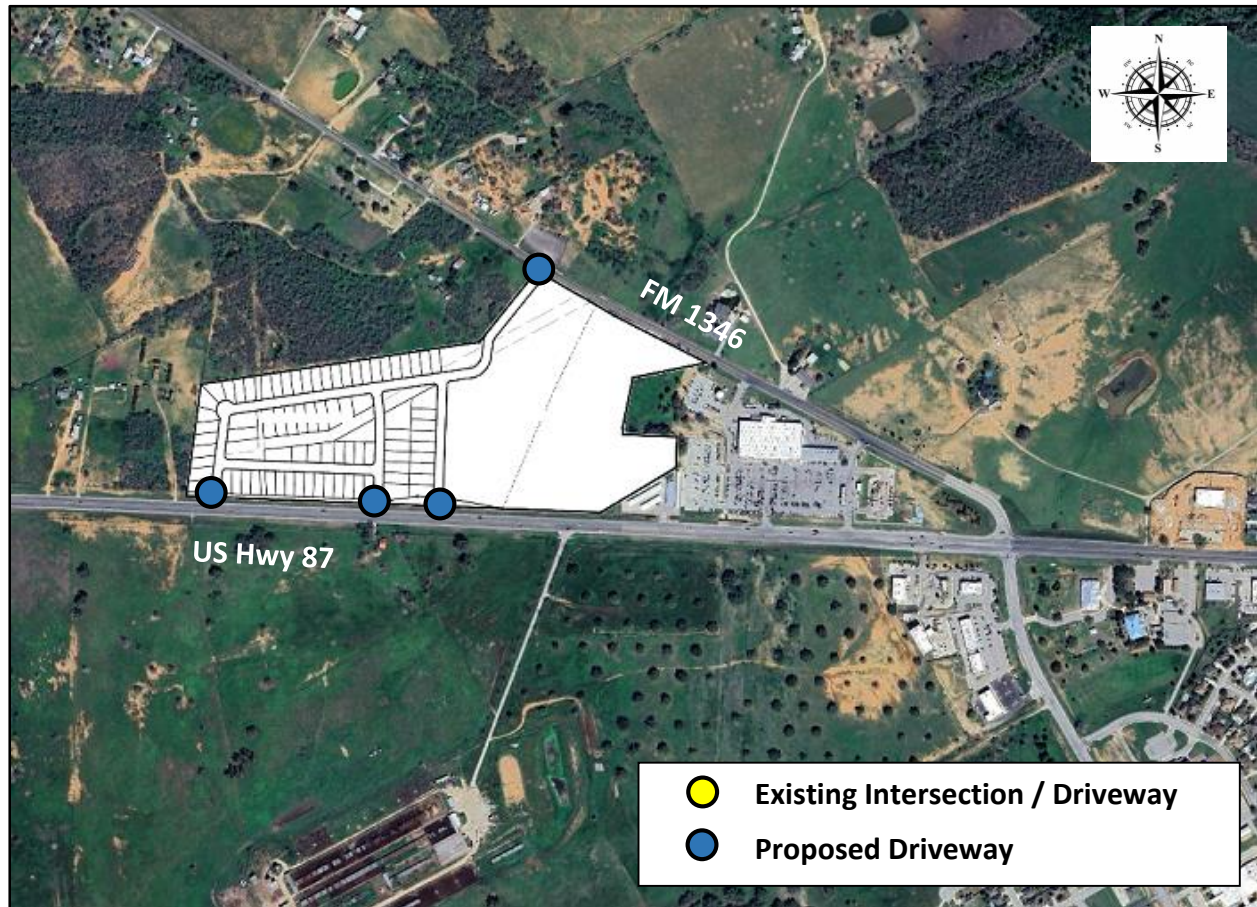 N
W
E
S
FM 1346
US Hwy 87
Existing Intersection / Driveway
Proposed Driveway